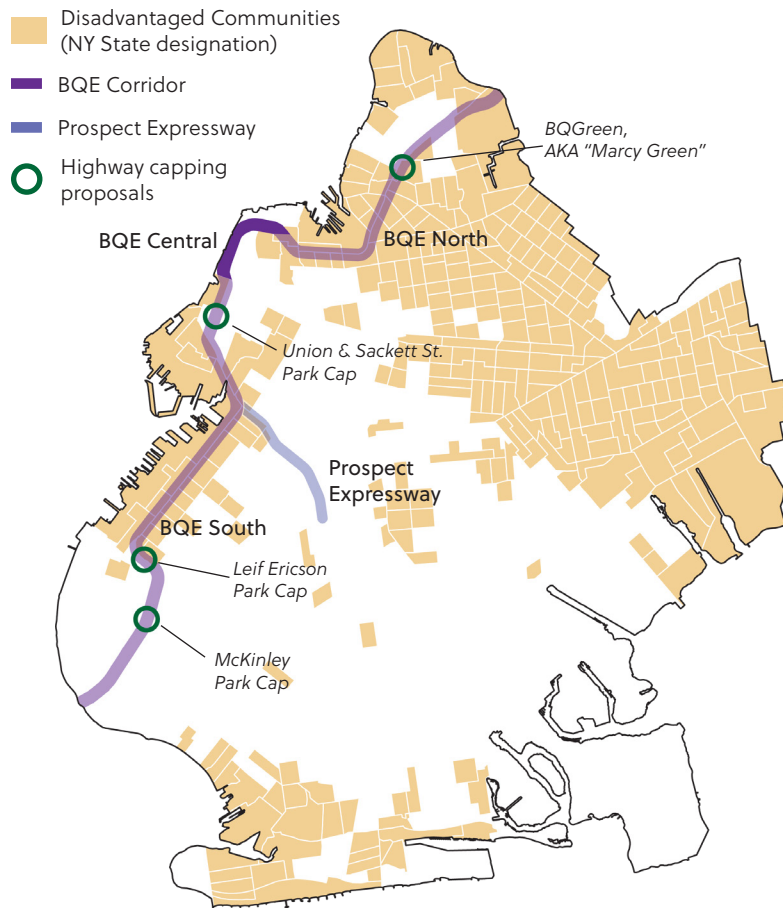 Disadvantaged Communities
(NY State designation)
BQE Corridor
Prospect Expressway
Highway capping
proposals
BQGreen,
AKA “Marcy Green”
BQE Central
BQE North
Union & Sackett St.
Park Cap
Prospect
Expressway
BQE South
Leif Ericson
Park Cap
McKinley
Park Cap